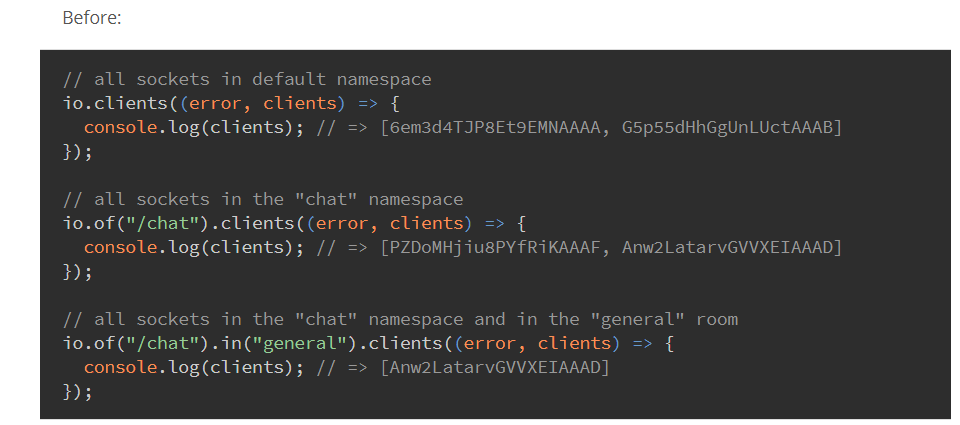 Before:
// all sockets in default namespace
io.clients((error, clients) => {
  console.log(clients); // => [6em3d4TJP8Et9EMNAAAA, G5p55dHhGgUnLUctAAAB]
});
// all sockets in the "chat" namespace
io.of("/chat").clients((error, clients) => {
  console.log(clients); // => [PZDoMHjiu8PYfRiKAAAF, Anw2LatarvGVVXEIAAAD]
});
// all sockets in the "chat" namespace and in the "general" room
io.of("/chat").in("general").clients((error, clients) => {
  console.log(clients); // => [Anw2LatarvGVVXEIAAAD]
});